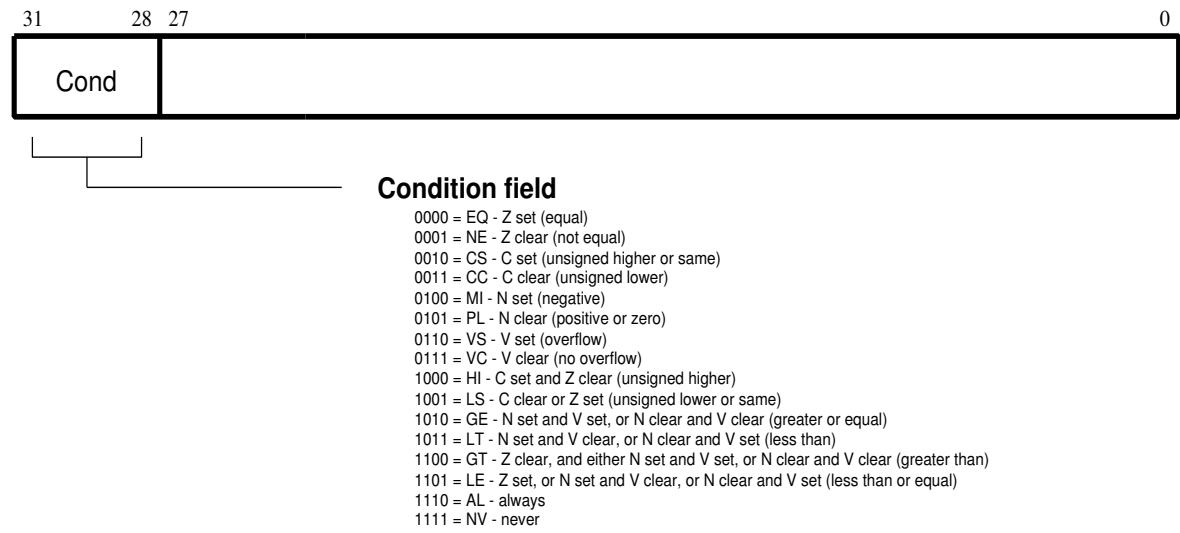 31 28 27 0
Cond
Condition field
0000 = EQ - Z set (equal)
0001 = NE - Z clear (not equal)
0010 = CS - C set (unsigned higher or same)
0011 = CC - C clear (unsigned lower)
0100 = MI - N set (negative)
0101 = PL - N clear (positive or zero)
0110 = VS - V set (overflow)
0111 = VC - V clear (no overflow)
1000 = HI - C set and Z clear (unsigned higher)
1001 = LS - C clear or Z set (unsigned lower or same)
1010 = GE - N set and V set, or N clear and V clear (greater or equal)
1011 = LT - N set and V clear, or N clear and V set (less than)
1100 = GT - Z clear, and either N set and V set, or N clear and V clear (greater than)
1101 = LE - Z set, or N set and V clear, or N clear and V set (less than or equal)
1110 = AL - always
1111 = NV - never